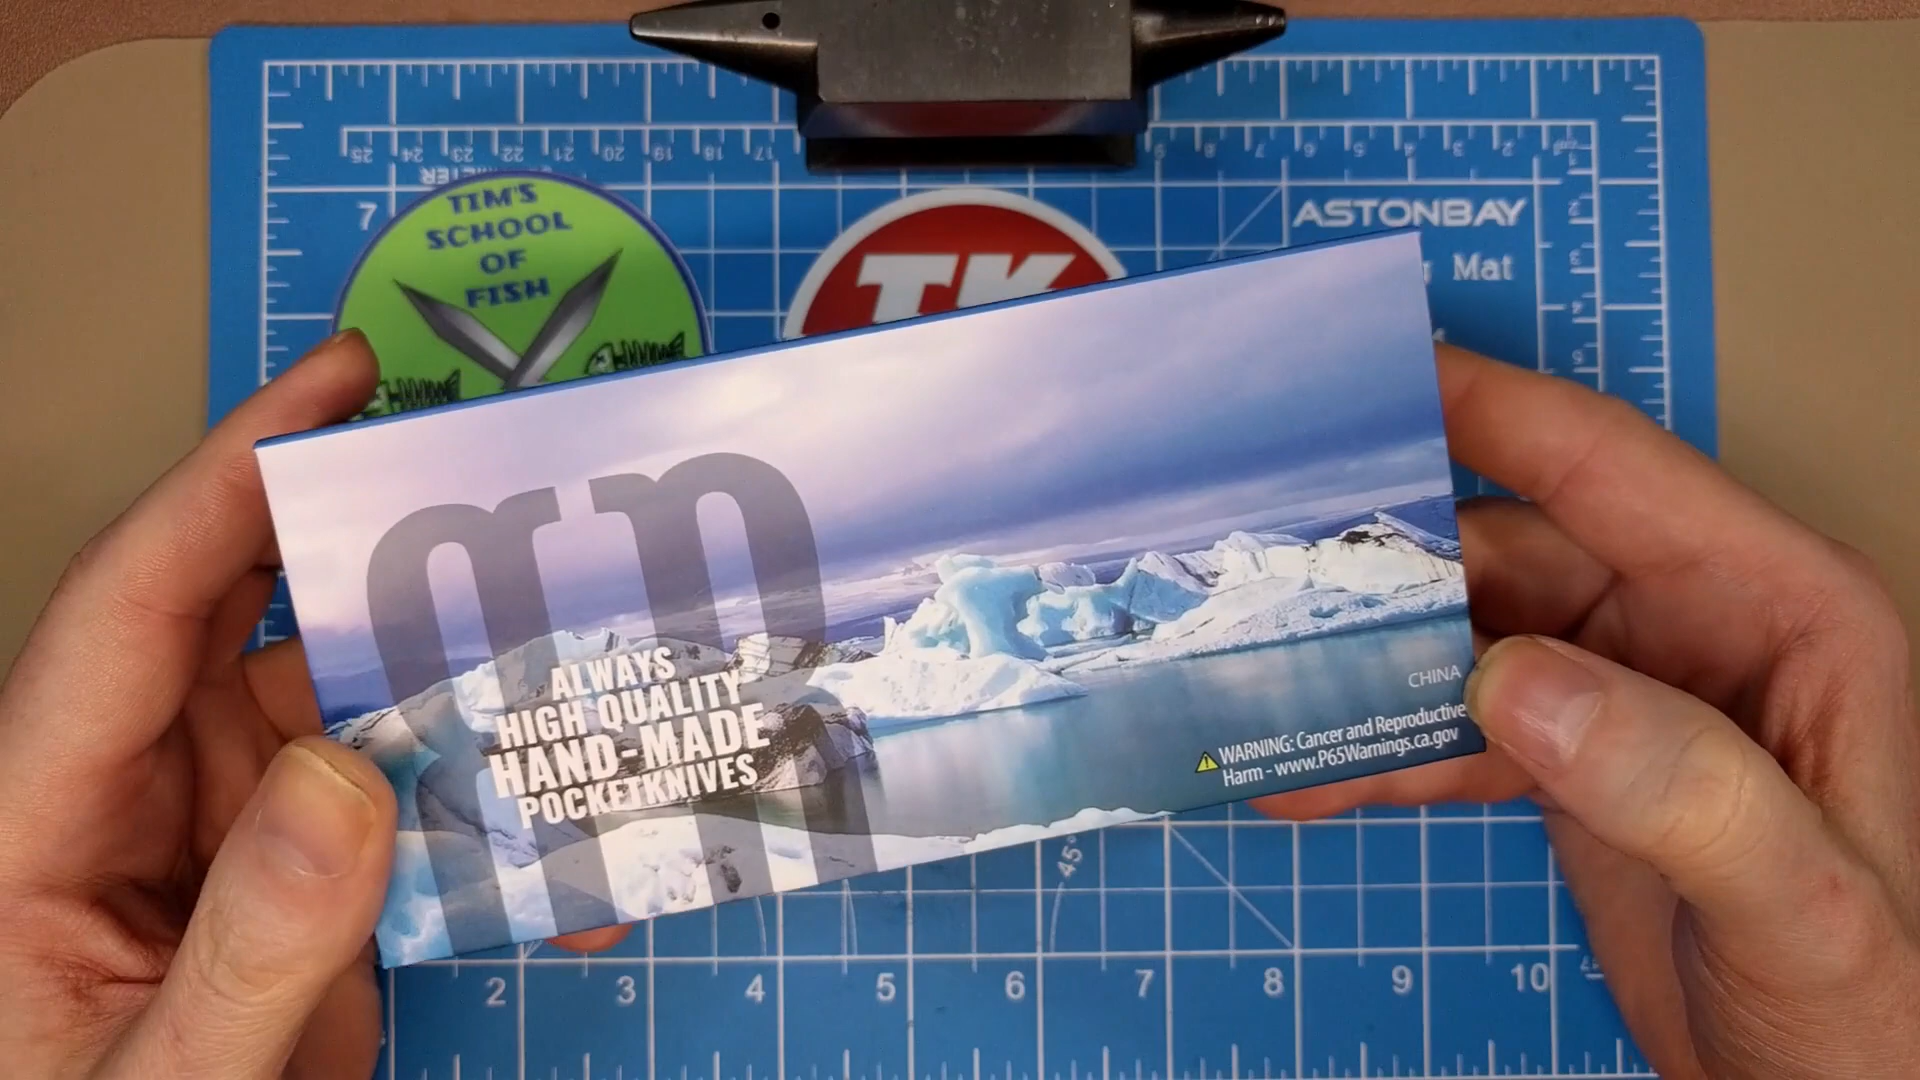 25 24 23 22 21 20 19 18 17 9 8 7 6 5 4 3 2
7
TIM'S
SCHOOL
OF
FISH
TK
ASTONBAY
Mat
ALWAYS
HIGH QUALITY
HAND-MADE
POCKETKNIVES
CHINA
WARNING: Cancer and Reproductive
Harm - www.P65Warnings.ca.gov
45°
2 3 4 5 6 7 8 9 10